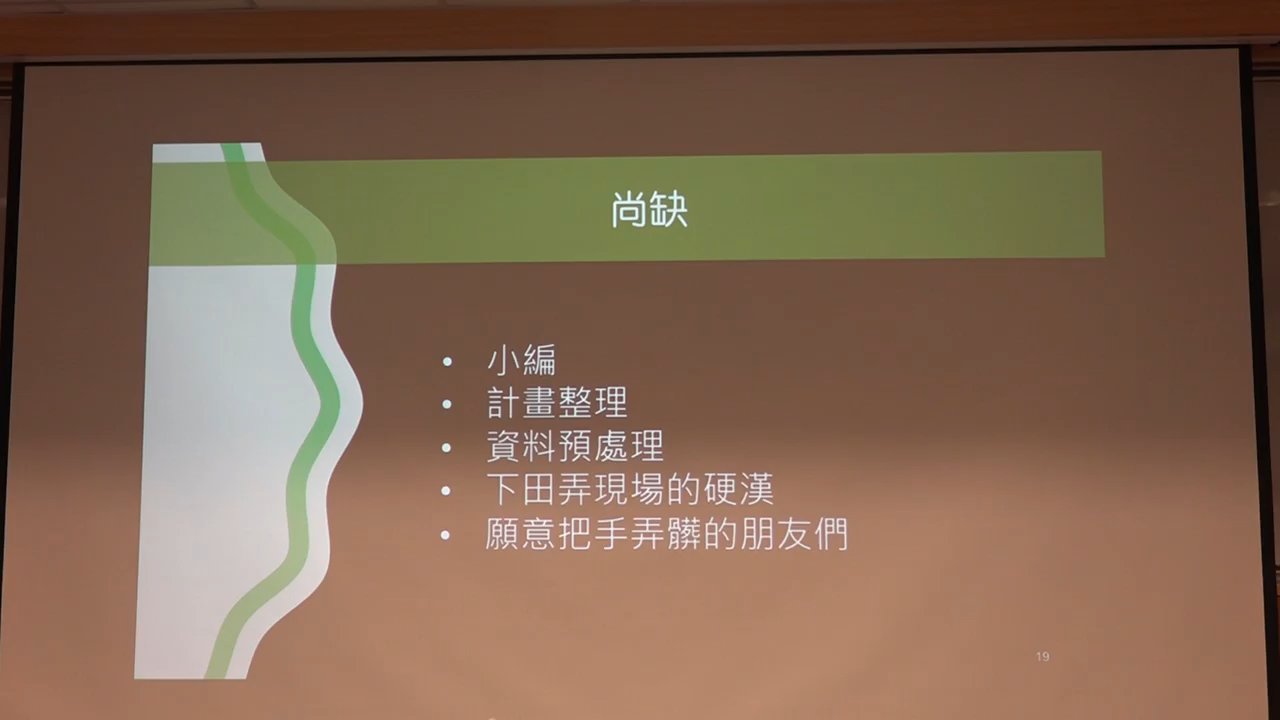 尚缺
• 小編
• 計畫整理
• 資料預處理
• 下田弄現場的硬漢
• 願意把手弄髒的朋友們
19